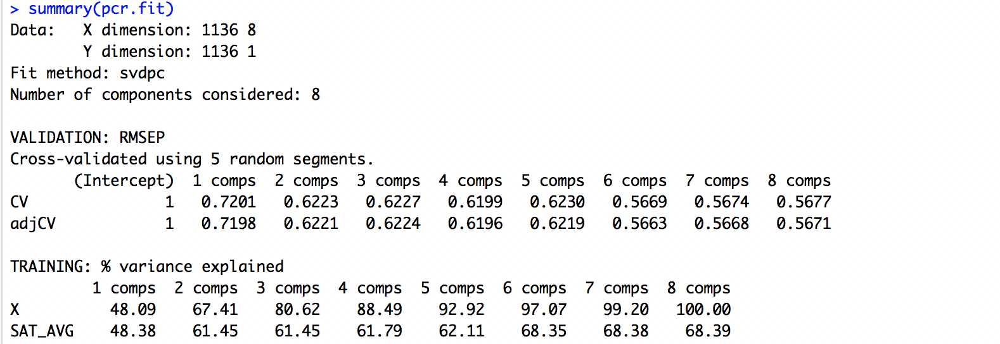 > summary(pcr.fit)
Data:   X dimension: 1136 8
        Y dimension: 1136 1
Fit method: svdpc
Number of components considered: 8

VALIDATION: RMSEP
Cross-validated using 5 random segments.
       (Intercept)  1 comps  2 comps  3 comps  4 comps  5 comps  6 comps  7 comps  8 comps
CV               1   0.7201   0.6223   0.6227   0.6199   0.6230   0.5669   0.5674   0.5677
adjCV            1   0.7198   0.6221   0.6224   0.6196   0.6219   0.5663   0.5668   0.5671

TRAINING: % variance explained
         1 comps  2 comps  3 comps  4 comps  5 comps  6 comps  7 comps  8 comps
X          48.09    67.41    80.62    88.49    92.92    97.07    99.20   100.00
SAT_AVG    48.38    61.45    61.45    61.79    62.11    68.35    68.38    68.39